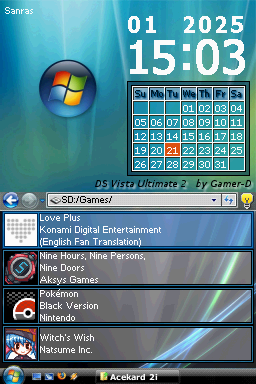 Sanras
01 2025
15:03
Su Mo Tu We Th Fr Sa
01 02 03 04
05 06 07 08 09 10 11
12 13 14 15 16 17 18
19 20 21 22 23 24 25
26 27 28 29 30 31
DS Vista Ultimate 2 by Gamer-D
SD:/Games/
Love Plus
Konami Digital Entertainment
(English Fan Translation)
Nine Hours, Nine Persons,
Nine Doors
Aksys Games
Pokémon
Black Version
Nintendo
Witch's Wish
Natsume Inc.
Acekard 2i